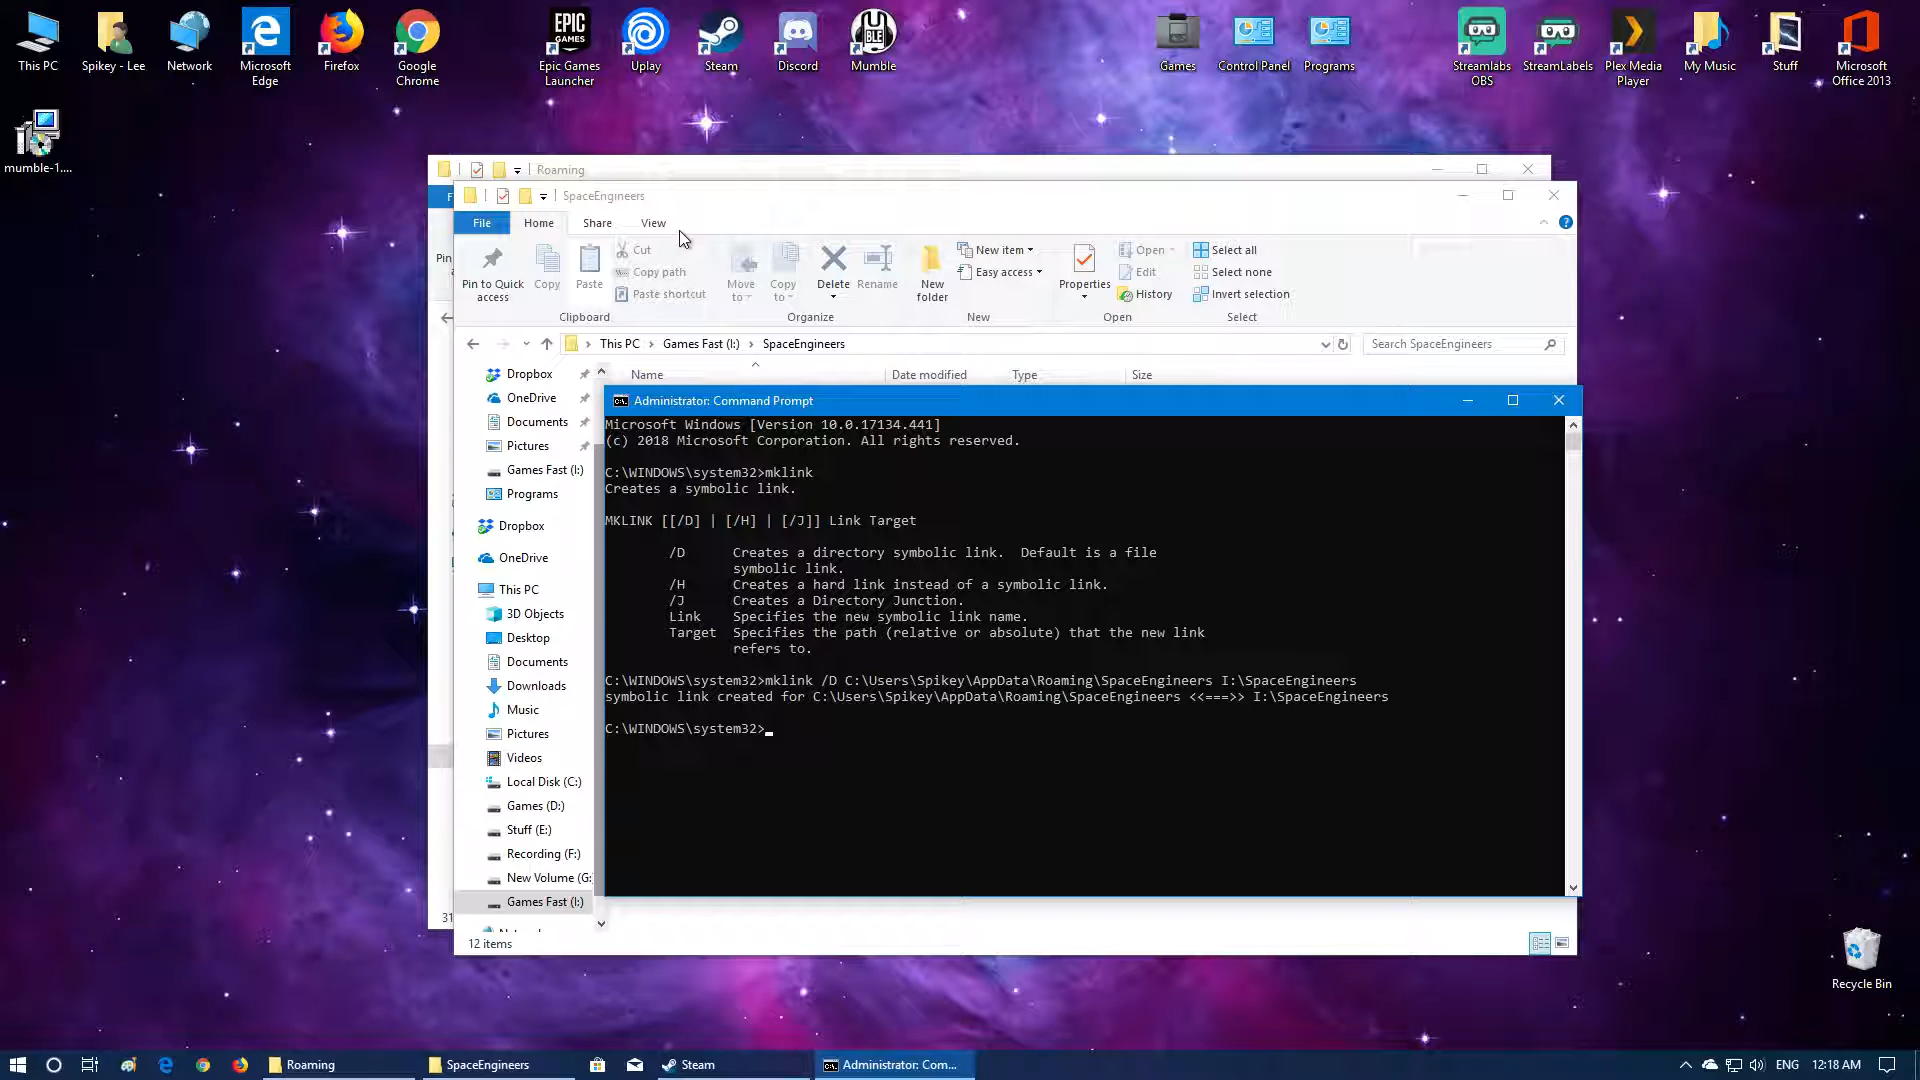 This PC
Spikey - Lee
Network
Microsoft Edge
Firefox
Google Chrome
EPIC GAMES
Epic Games Launcher
Uplay
Steam
Discord
Mumble
Games
Control Panel
Programs
Streamlabs OBS
StreamLabels
Plex Media Player
My Music
Stuff
Microsoft Office 2013
mumble-1....
Roaming
SpaceEngineers
File
Home
Share
View
Pin to Quick access
Copy
Paste
Cut
Copy path
Paste shortcut
Clipboard
Move to
Copy to
Delete
Rename
Organize
New folder
New item
Easy access
New
Properties
Open
Edit
History
Open
Select all
Select none
Invert selection
Select
This PC > Games Fast (I:) > SpaceEngineers
Search SpaceEngineers
Name
Date modified
Type
Size
Dropbox
OneDrive
Documents
Pictures
Games Fast (I:)
Programs
Dropbox
OneDrive
This PC
3D Objects
Desktop
Documents
Downloads
Music
Pictures
Videos
Local Disk (C:)
Games (D:)
Stuff (E:)
Recording (F:)
New Volume (G:
Games Fast (I:)
31
12 items
Administrator: Command Prompt
Microsoft Windows [Version 10.0.17134.441]
(c) 2018 Microsoft Corporation. All rights reserved.
C:\WINDOWS\system32>mklink
Creates a symbolic link.
MKLINK [[/D] | [/H] | [/J]] Link Target
/D Creates a directory symbolic link. Default is a file
symbolic link.
/H Creates a hard link instead of a symbolic link.
/J Creates a Directory Junction.
Link Specifies the new symbolic link name.
Target Specifies the path (relative or absolute) that the new link
refers to.
C:\WINDOWS\system32>mklink /D C:\Users\Spikey\AppData\Roaming\SpaceEngineers I:\SpaceEngineers
symbolic link created for C:\Users\Spikey\AppData\Roaming\SpaceEngineers <<===>> I:\SpaceEngineers
C:\WINDOWS\system32>
Recycle Bin
Roaming
SpaceEngineers
Steam
Administrator: Com...
ENG
12:18 AM